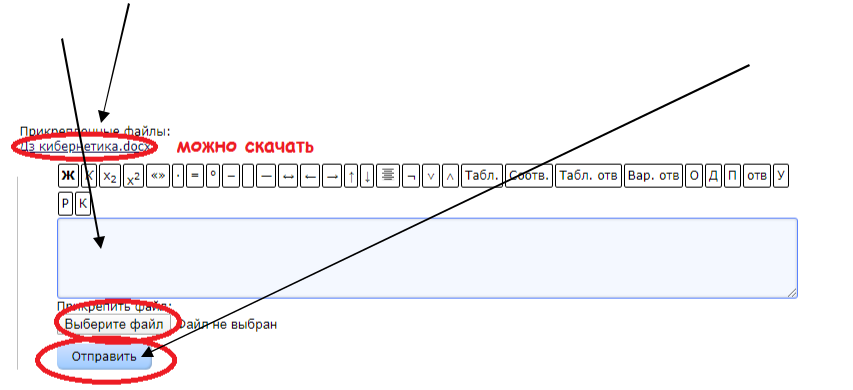 Прикрепленные файлы:
Дз кибернетика.docx можно скачать
Ж К x₂ x² «» · = ° – — ↔ ← → ↑ ↓ ¬ ˅ ˄ Табл. Соотв. Табл. отв Вар. отв О Д П отв У
Р К
Прикрепить файл:
Выберите файл Файл не выбран
Отправить